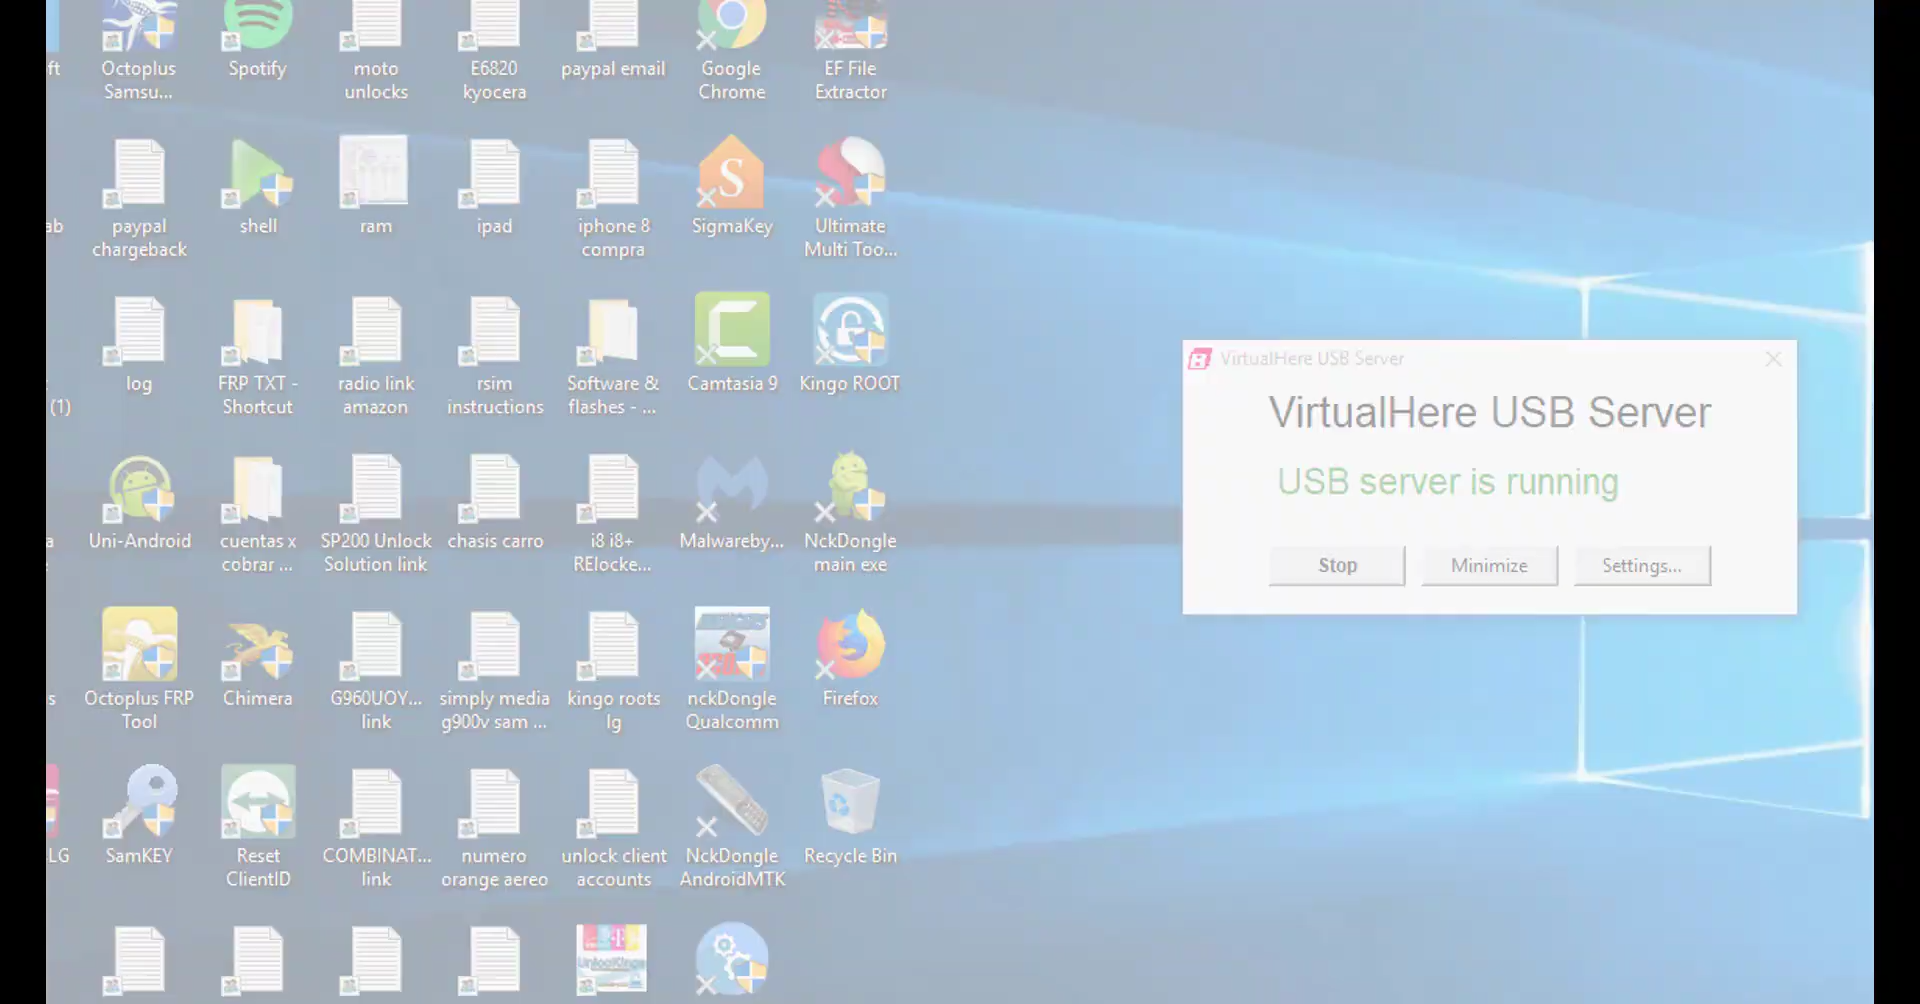 ft
Octoplus
Samsu...
Spotify
moto
unlocks
E6820
kyocera
paypal email
Google
Chrome
EF File
Extractor
ab
paypal
chargeback
shell
ram
ipad
iphone 8
compra
SigmaKey
Ultimate
Multi Too...
(1)
log
FRP TXT -
Shortcut
radio link
amazon
rsim
instructions
Software &
flashes - ...
Camtasia 9
Kingo ROOT
a
Uni-Android
cuentas x
cobrar ...
SP200 Unlock
Solution link
chasis carro
i8 i8+
RElocke...
Malwareby...
NckDongle
main exe
s
Octoplus FRP
Tool
Chimera
G960UOY...
link
simply media
g900v sam ...
kingo roots
lg
nckDongle
Qualcomm
Firefox
LG
SamKEY
Reset
ClientID
COMBINAT...
link
numero
orange aereo
unlock client
accounts
NckDongle
AndroidMTK
Recycle Bin
VirtualHere USB Server
VirtualHere USB Server
USB server is running
Stop
Minimize
Settings...